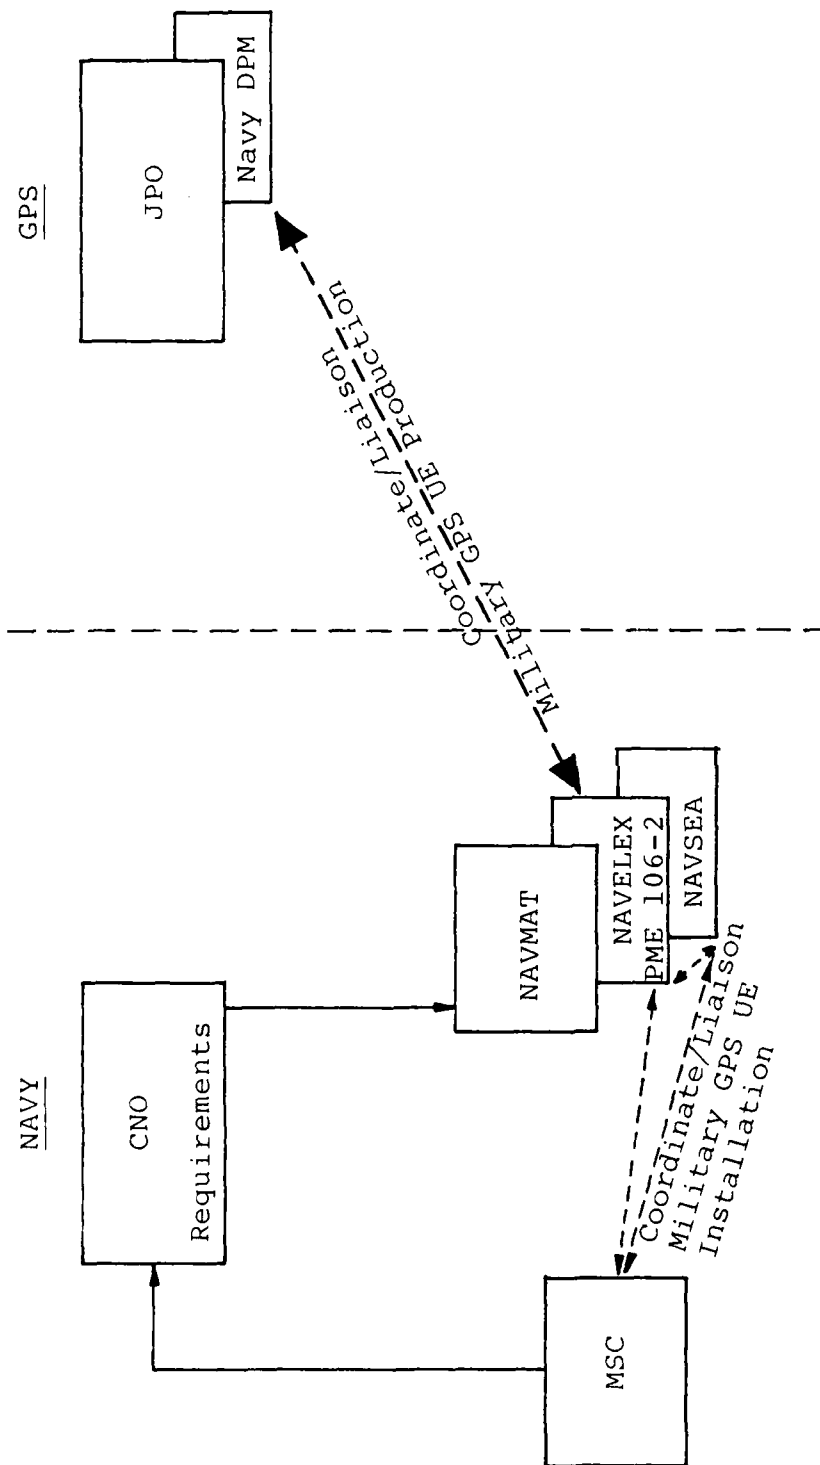 NAVY
GPS
CNO
Requirements
JPO
Navy DPM
Coordinate/Liaison
Military GPS UE Production
NAVMAT
NAVELEX
PME 106-2
NAVSEA
MSC
Coordinate/Liaison
Military GPS UE
Installation